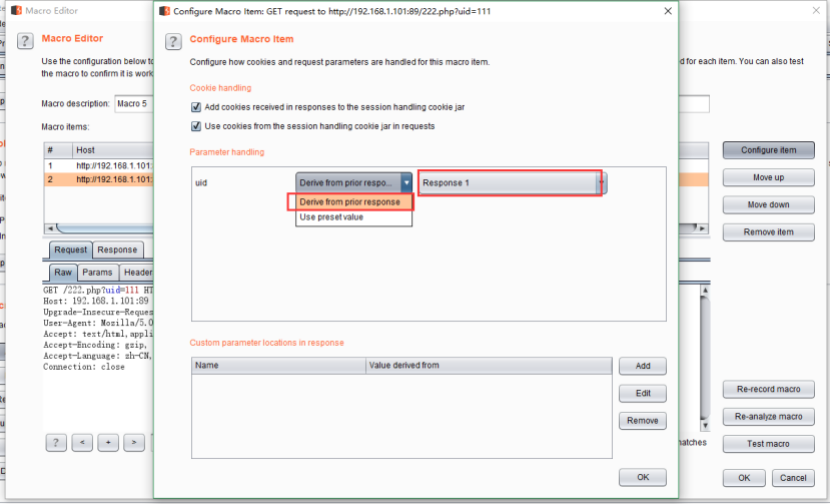 Macro Editor
Configure Macro Item: GET request to http://192.168.1.101:89/222.php?uid=111
?
Macro Editor
Use the configuration below to
the macro to confirm it is work
d for each item. You can also test
Macro description:
Macro 5
Macro items:
#
Host
1
http://192.168.1.101:
2
http://192.168.1.101:
Request
Response
Raw
Params
Header
GET /222.php?uid=111 HT
Host: 192.168.1.101:89
Upgrade-Insecure-Reques
User-Agent: Mozilla/5.0
Accept: text/html,appli
Accept-Encoding: gzip,
Accept-Language: zh-CN,
Connection: close
?
<
+
>
?
Configure Macro Item
Configure how cookies and request parameters are handled for this macro item.
Cookie handling
Add cookies received in responses to the session handling cookie jar
Use cookies from the session handling cookie jar in requests
Parameter handling
uid
Derive from prior respo...
Response 1
Derive from prior response
Use preset value
Custom parameter locations in response
Name
Value derived from
Add
Edit
Remove
OK
Configure item
Move up
Move down
Remove item
Re-record macro
Re-analyze macro
Test macro
natches
OK
Cancel